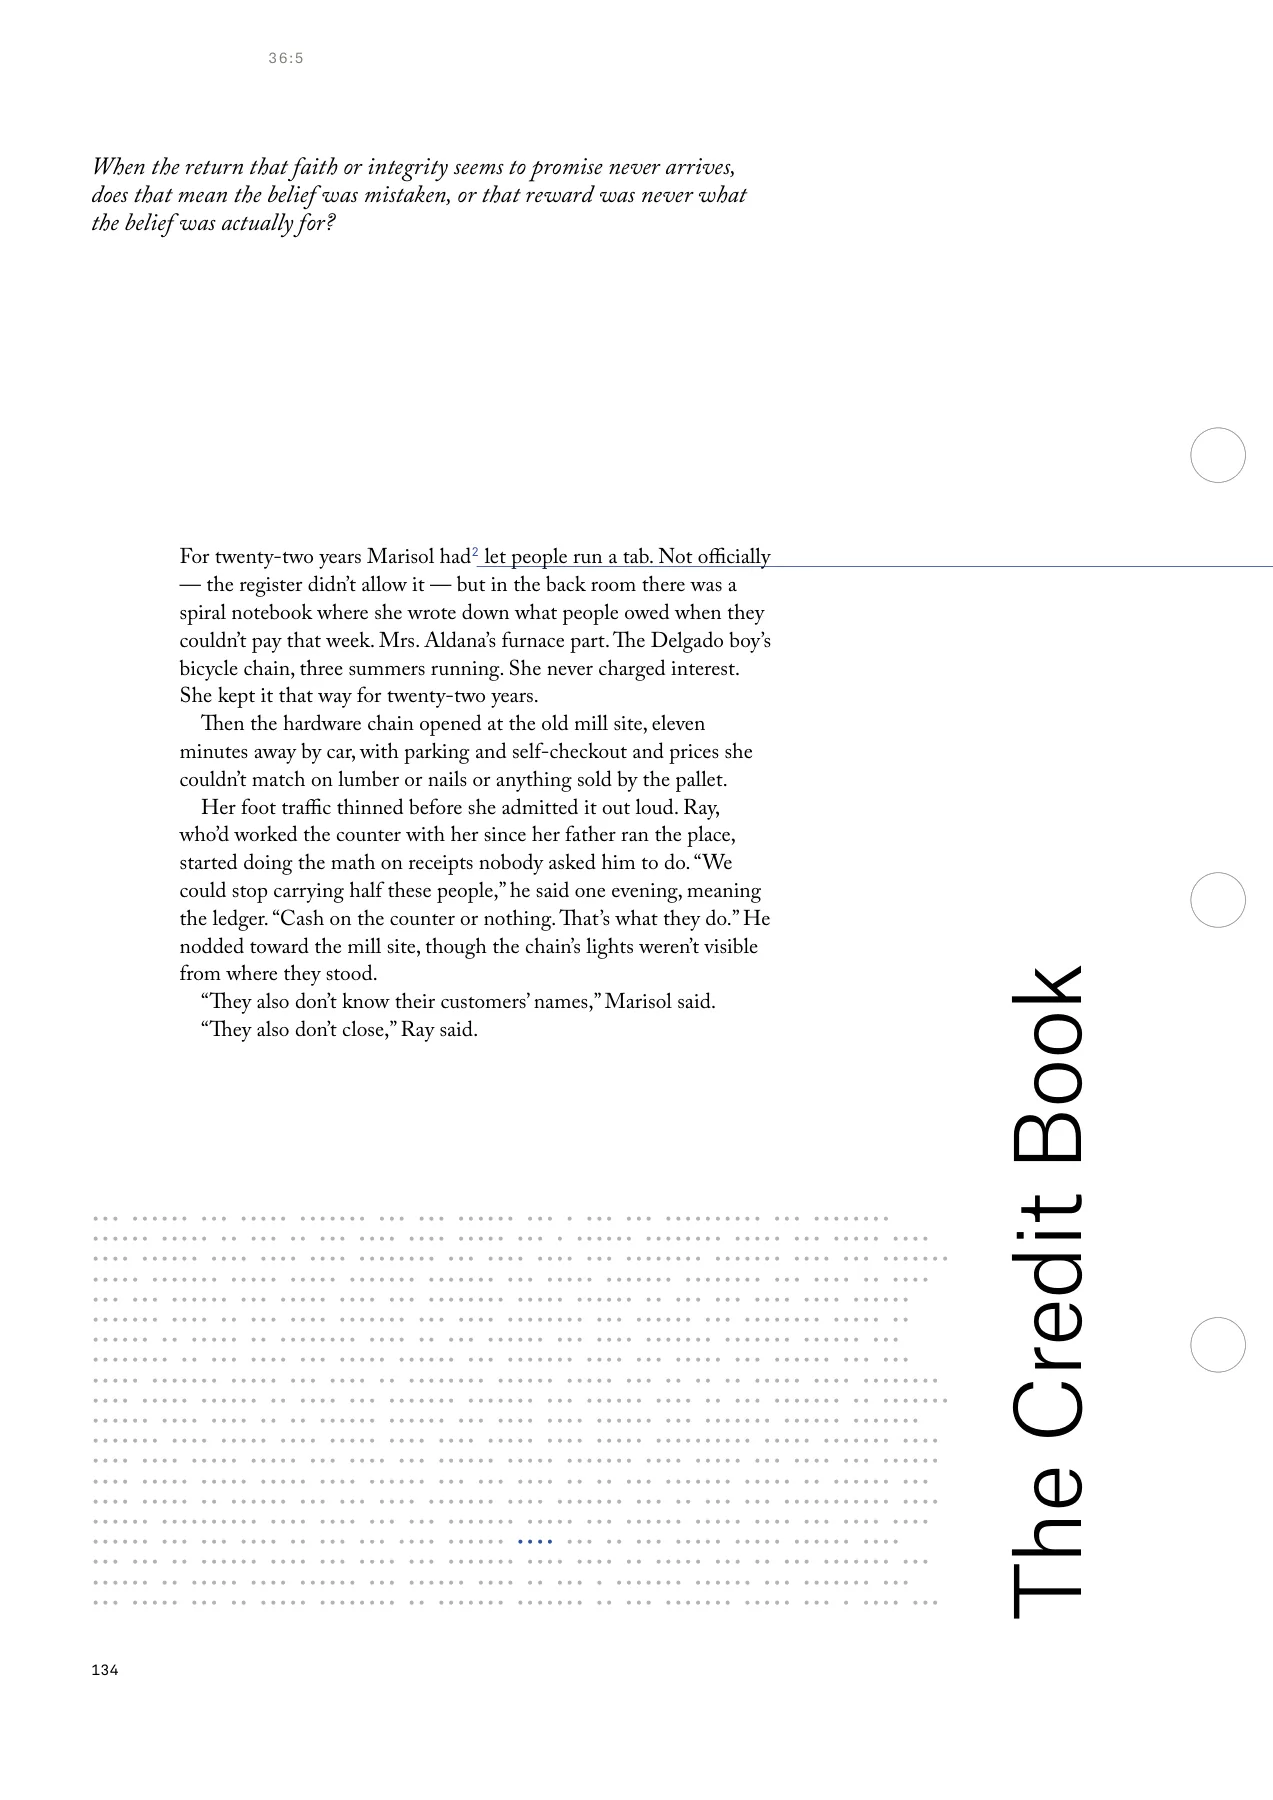 36:5
When the return that faith or integrity seems to promise never arrives,
does that mean the belief was mistaken, or that reward was never what
the belief was actually for?
For twenty-two years Marisol had² let people run a tab. Not officially
— the register didn’t allow it — but in the back room there was a
spiral notebook where she wrote down what people owed when they
couldn’t pay that week. Mrs. Aldana’s furnace part. The Delgado boy’s
bicycle chain, three summers running. She never charged interest.
She kept it that way for twenty-two years.
Then the hardware chain opened at the old mill site, eleven
minutes away by car, with parking and self-checkout and prices she
couldn’t match on lumber or nails or anything sold by the pallet.
Her foot traffic thinned before she admitted it out loud. Ray,
who’d worked the counter with her since her father ran the place,
started doing the math on receipts nobody asked him to do. “We
could stop carrying half these people,” he said one evening, meaning
the ledger. “Cash on the counter or nothing. That’s what they do.” He
nodded toward the mill site, though the chain’s lights weren’t visible
from where they stood.
“They also don’t know their customers’ names,” Marisol said.
“They also don’t close,” Ray said.
The Credit Book
134